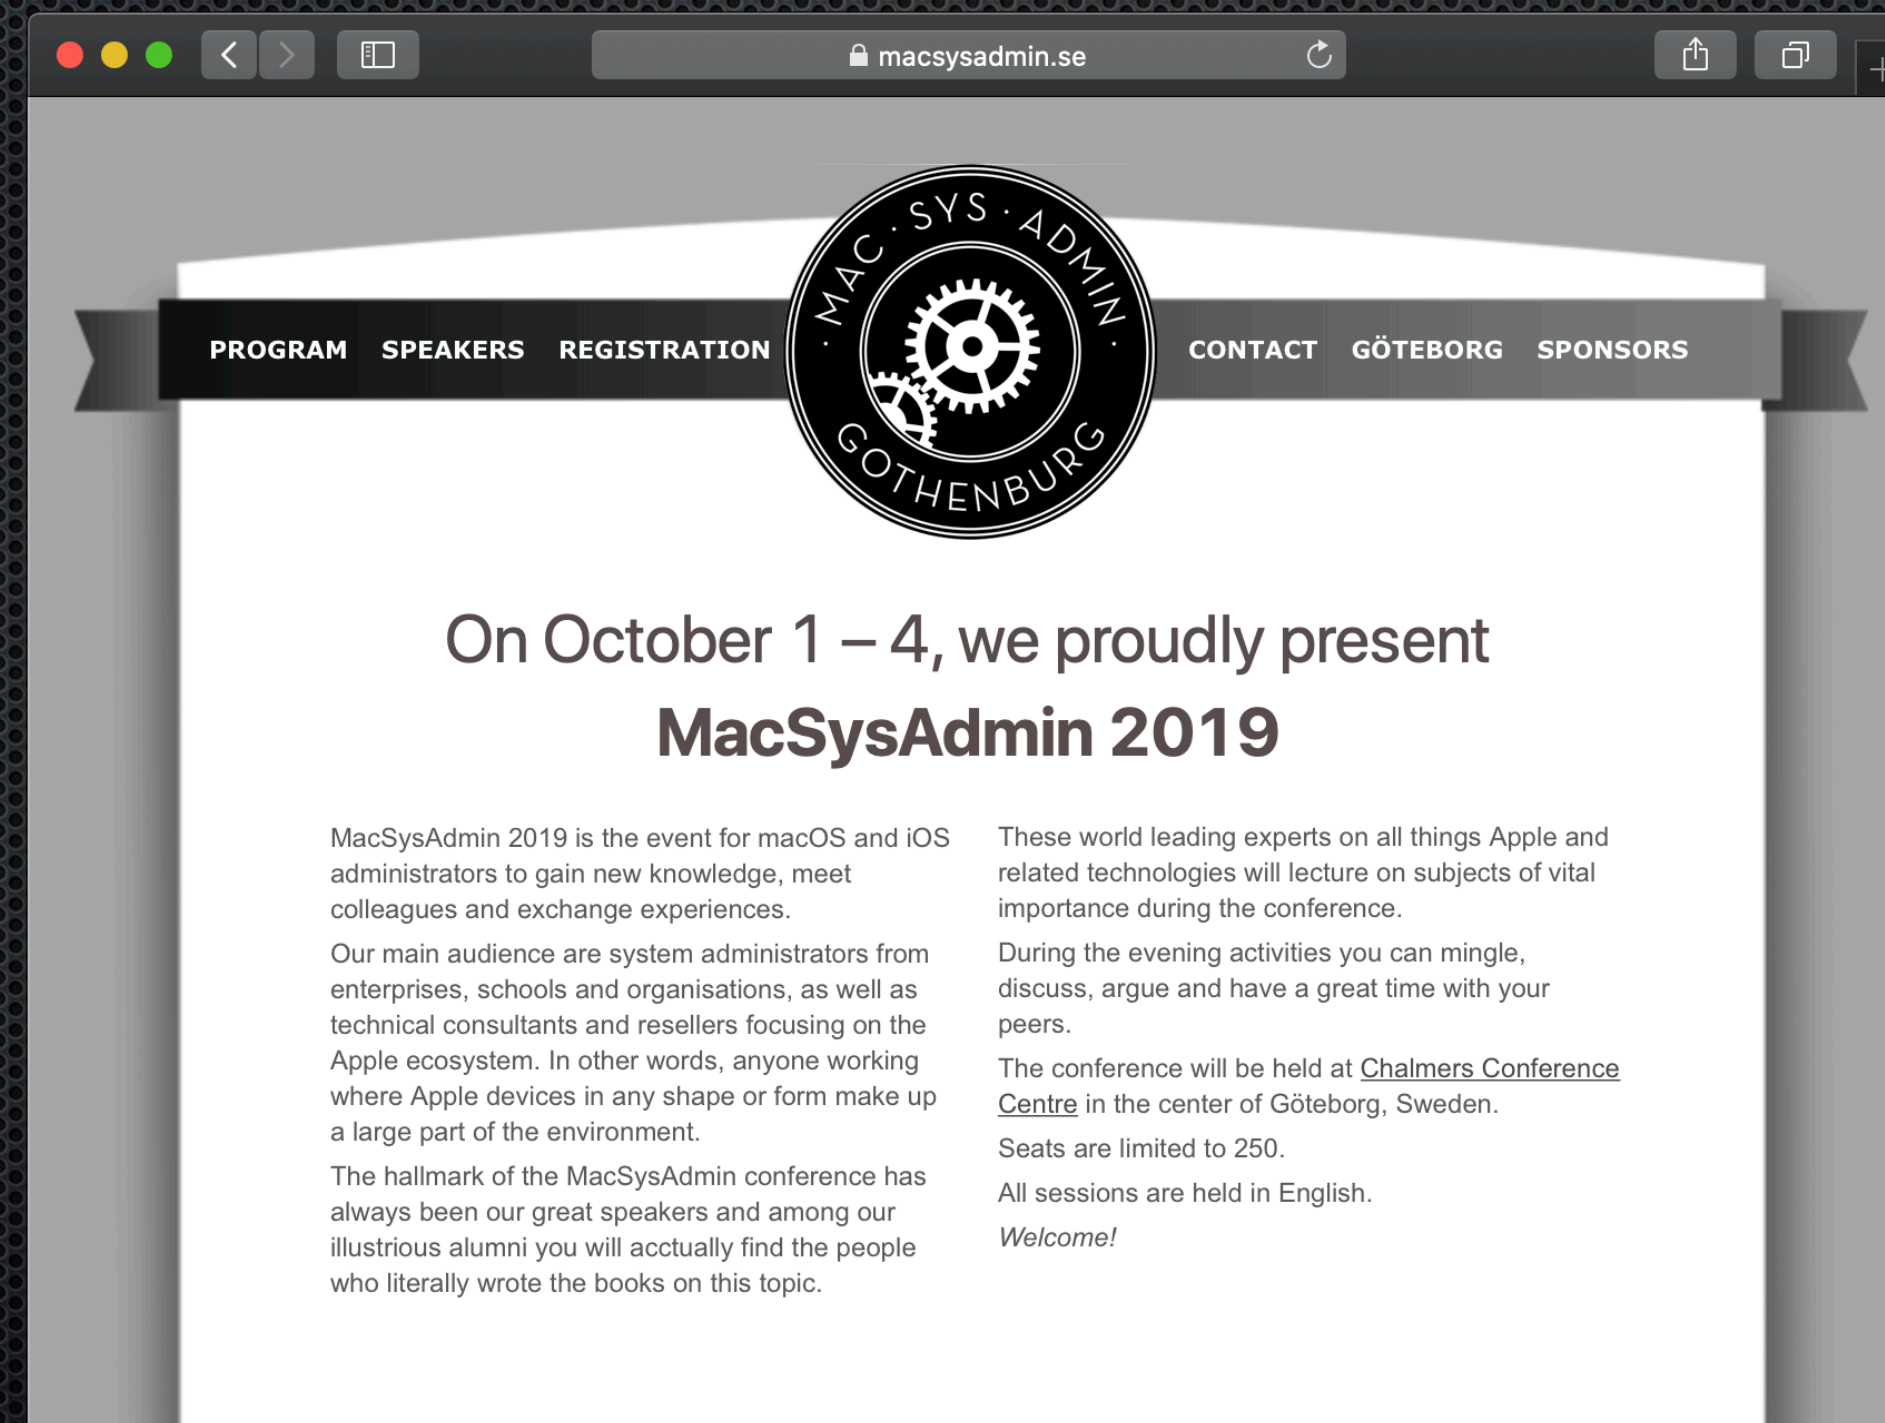 macsysadmin.se
MAC · SYS · ADMIN
GOTHENBURG
PROGRAM SPEAKERS REGISTRATION CONTACT GÖTEBORG SPONSORS
On October 1 – 4, we proudly present
MacSysAdmin 2019
MacSysAdmin 2019 is the event for macOS and iOS
administrators to gain new knowledge, meet
colleagues and exchange experiences.
Our main audience are system administrators from
enterprises, schools and organisations, as well as
technical consultants and resellers focusing on the
Apple ecosystem. In other words, anyone working
where Apple devices in any shape or form make up
a large part of the environment.
The hallmark of the MacSysAdmin conference has
always been our great speakers and among our
illustrious alumni you will acctually find the people
who literally wrote the books on this topic.
These world leading experts on all things Apple and
related technologies will lecture on subjects of vital
importance during the conference.
During the evening activities you can mingle,
discuss, argue and have a great time with your
peers.
The conference will be held at Chalmers Conference
Centre in the center of Göteborg, Sweden.
Seats are limited to 250.
All sessions are held in English.
Welcome!